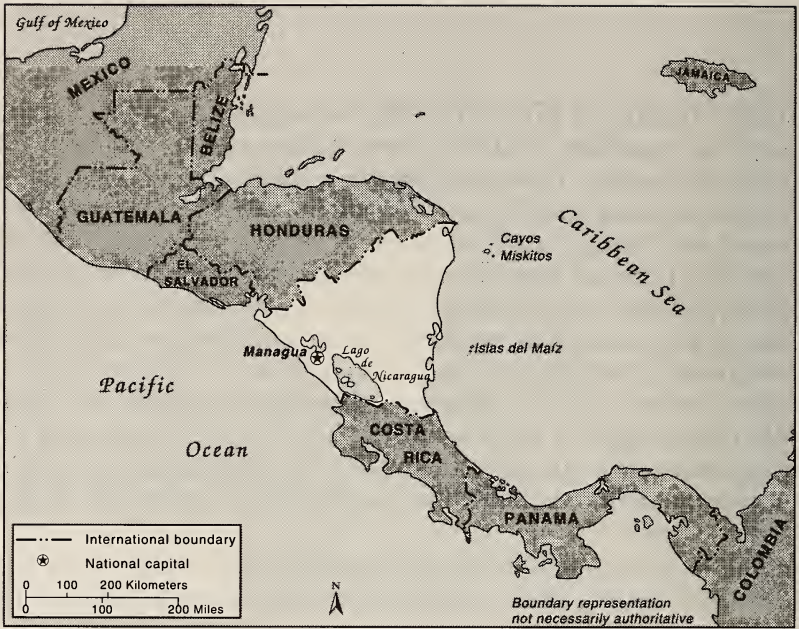 Gulf of Mexico
MEXICO
BELIZE
JAMAICA
GUATEMALA
HONDURAS
Caribbean Sea
Cayos
Miskitos
EL
SALVADOR
Managua
Lago
de
Nicaragua
Islas del Maíz
Pacific
Ocean
COSTA
RICA
PANAMA
COLOMBIA
International boundary
National capital
0 100 200 Kilometers
0 100 200 Miles
N
Boundary representation
not necessarily authoritative